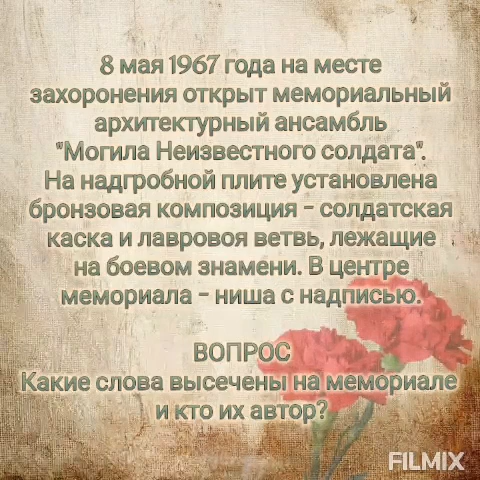 8 мая 1967 года на месте
захоронения открыт мемориальный
архитектурный ансамбль
"Могила Неизвестного солдата".
На надгробной плите установлена
бронзовая композиция - солдатская
каска и лавровоя ветвь, лежащие
на боевом знамени. В центре
мемориала - ниша с надписью.
ВОПРОС
Какие слова высечены на мемориале
и кто их автор?
FILMIX